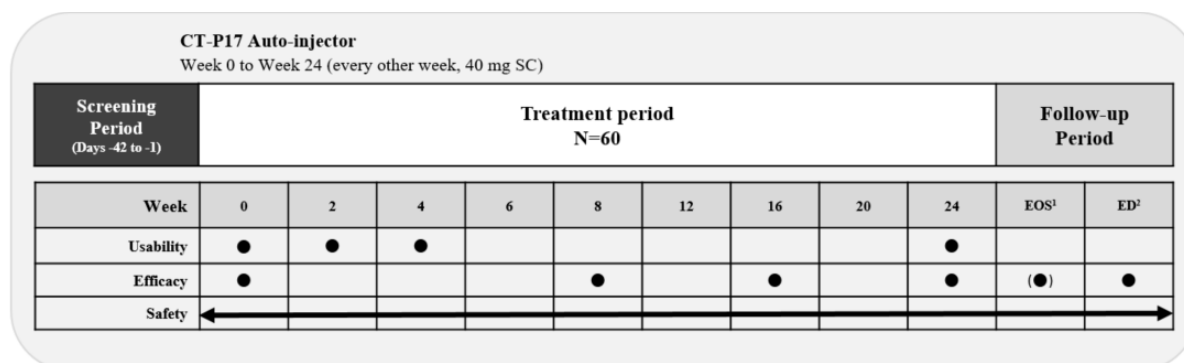 CT-P17 Auto-injector
Week 0 to Week 24 (every other week, 40 mg SC)
Screening
Period
(Days -42 to -1)
Treatment period
N=60
Follow-up
Period
Week 0 2 4 6 8 12 16 20 24 EOS¹ ED²
Usability ● ● ● ●
Efficacy ● ● ● ● (●) ●
Safety